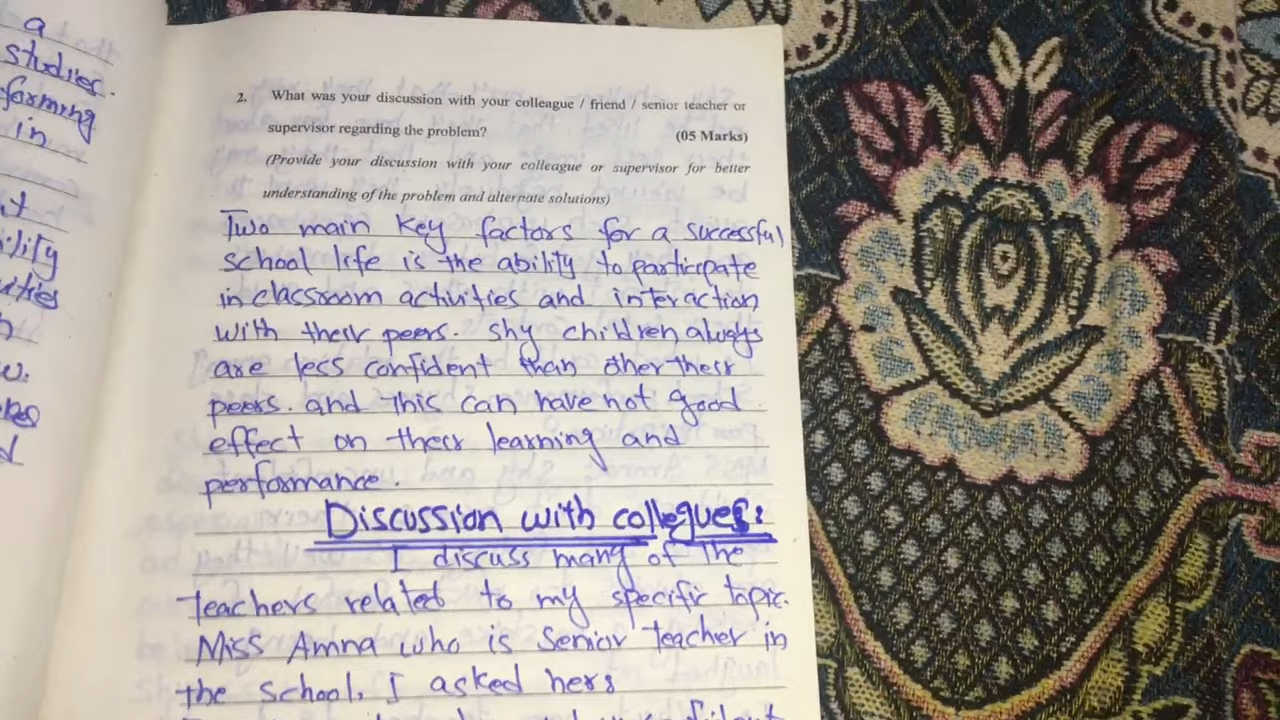 a
studies.
forming
in
2. What was your discussion with your colleague / friend / senior teacher or
supervisor regarding the problem? (05 Marks)
(Provide your discussion with your colleague or supervisor for better
understanding of the problem and alternate solutions)
Two main key factors for a successful
school life is the ability to participate
in classroom activities and interaction
with their peers. shy children always
are less confident than other their
peers. and this can have not good
effect on their learning and
performance.
Discussion with collegues:
I discuss many of the
teachers related to my specific topic.
Miss Amna who is senior teacher in
the school. I asked her: